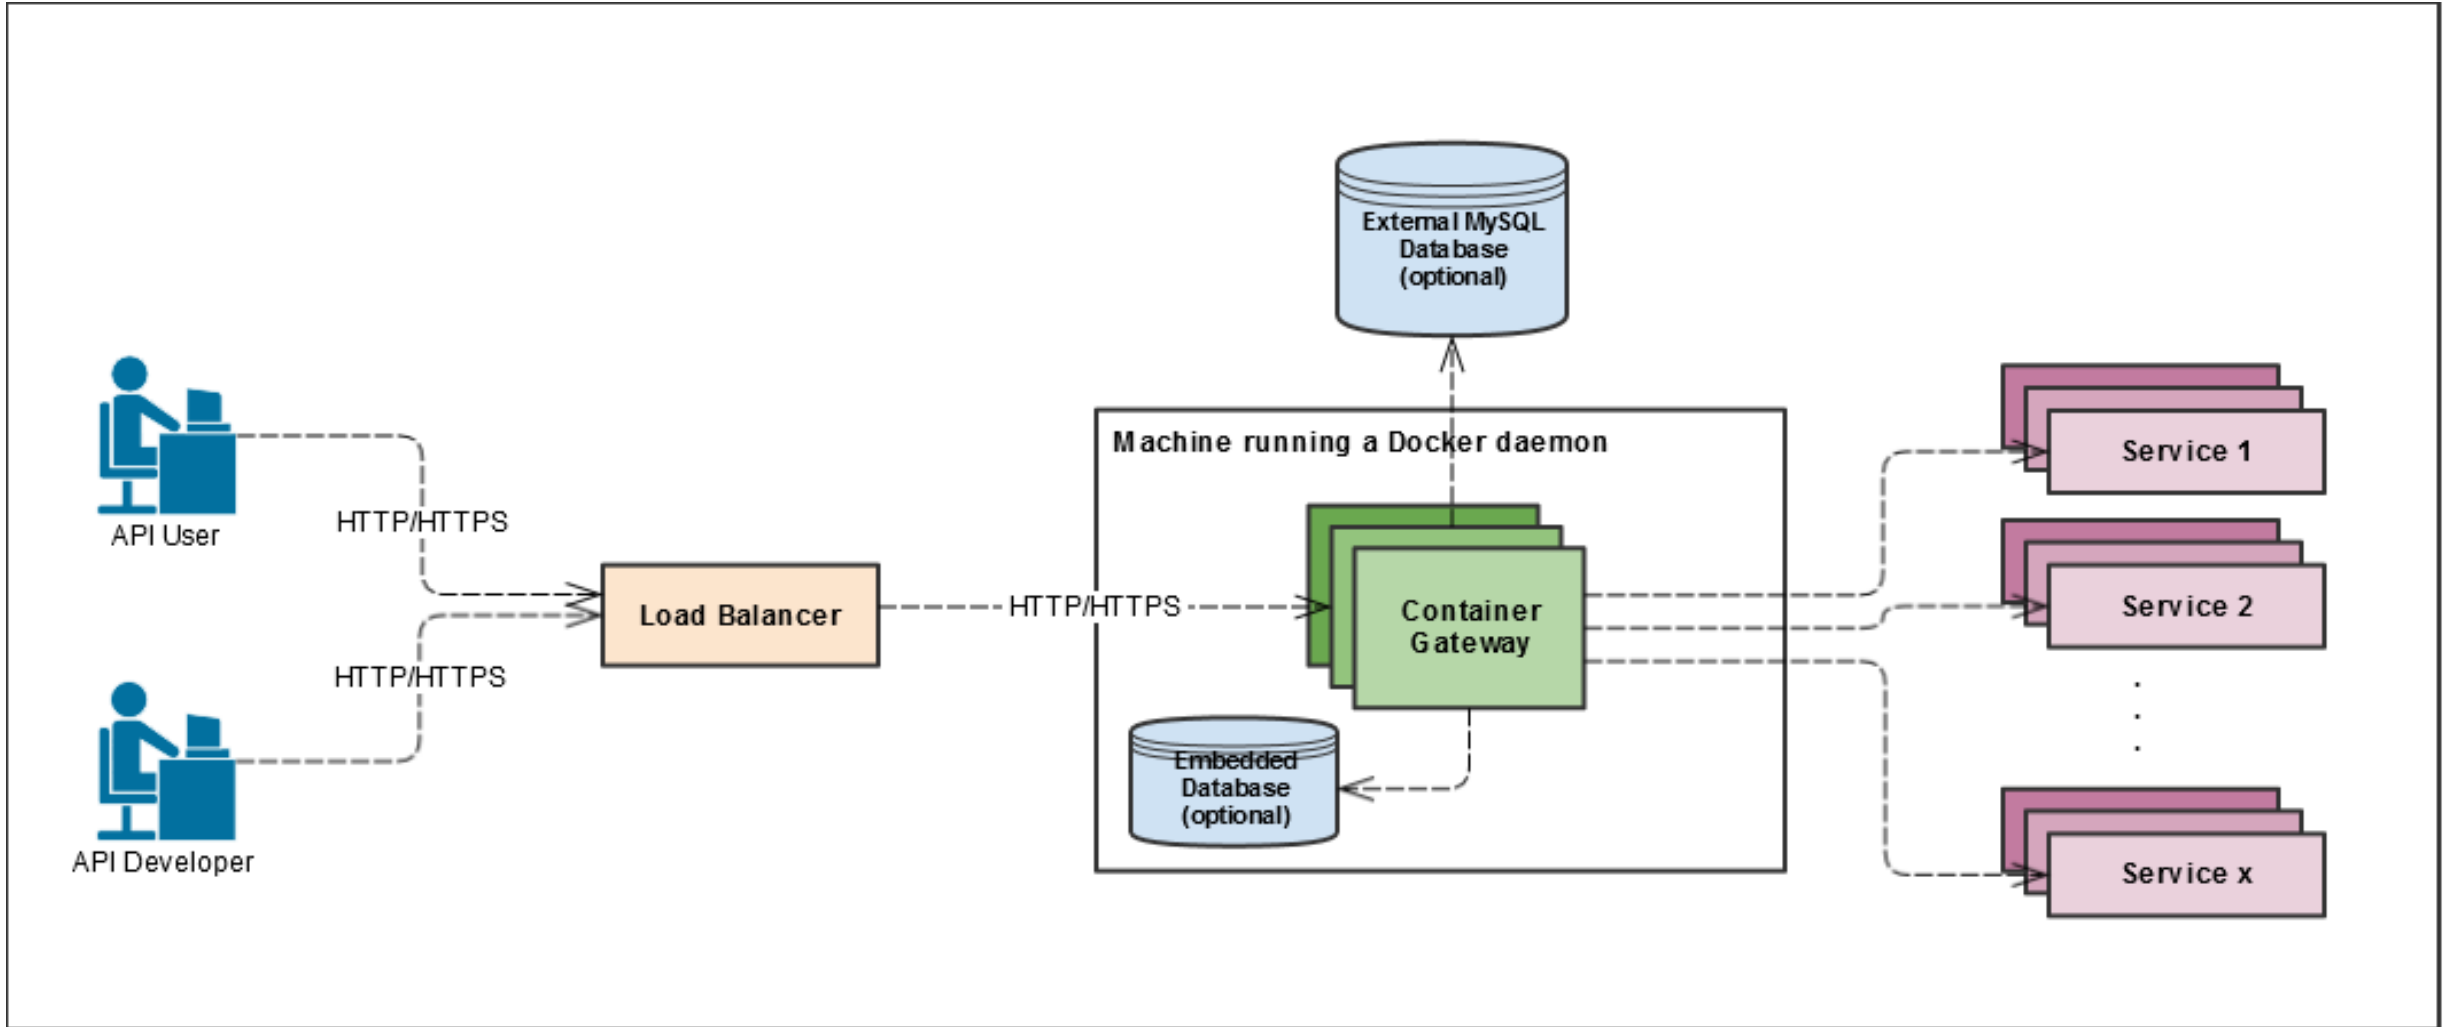 External MySQL
Database
(optional)
Machine running a Docker daemon
Service 1
API User
HTTP/HTTPS
Load Balancer
HTTP/HTTPS
Container
Gateway
Service 2
HTTP/HTTPS
.
.
.
Embedded
Database
(optional)
API Developer
Service x